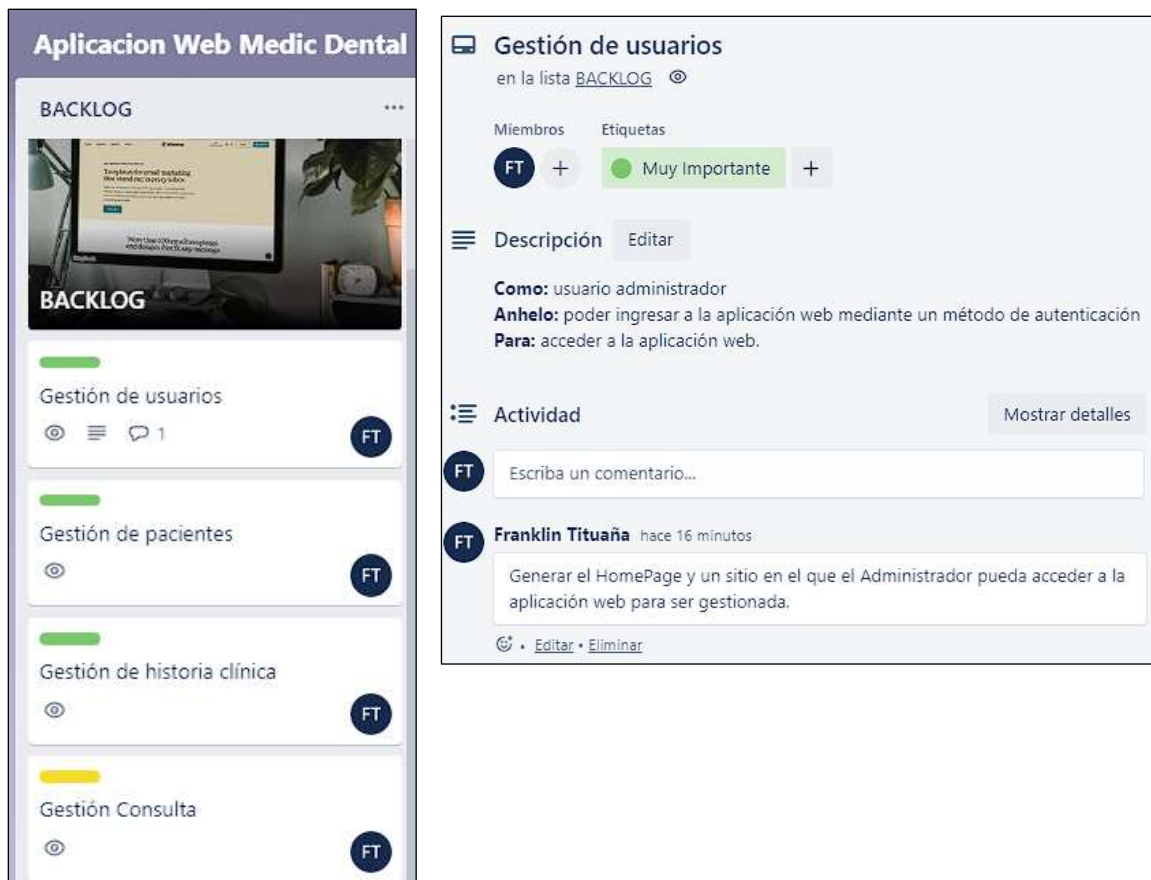 Aplicacion Web Medic Dental
BACKLOG
BACKLOG
Gestión de usuarios
1
FT
Gestión de pacientes
FT
Gestión de historia clínica
FT
Gestión Consulta
FT
Gestión de usuarios
en la lista BACKLOG
Miembros Etiquetas
FT + Muy Importante +
Descripción Editar
Como: usuario administrador
Anhelo: poder ingresar a la aplicación web mediante un método de autenticación
Para: acceder a la aplicación web.
Actividad Mostrar detalles
FT Escriba un comentario...
FT Franklin Tituaña hace 16 minutos
Generar el HomePage y un sitio en el que el Administrador pueda acceder a la
aplicación web para ser gestionada.
• Editar • Eliminar